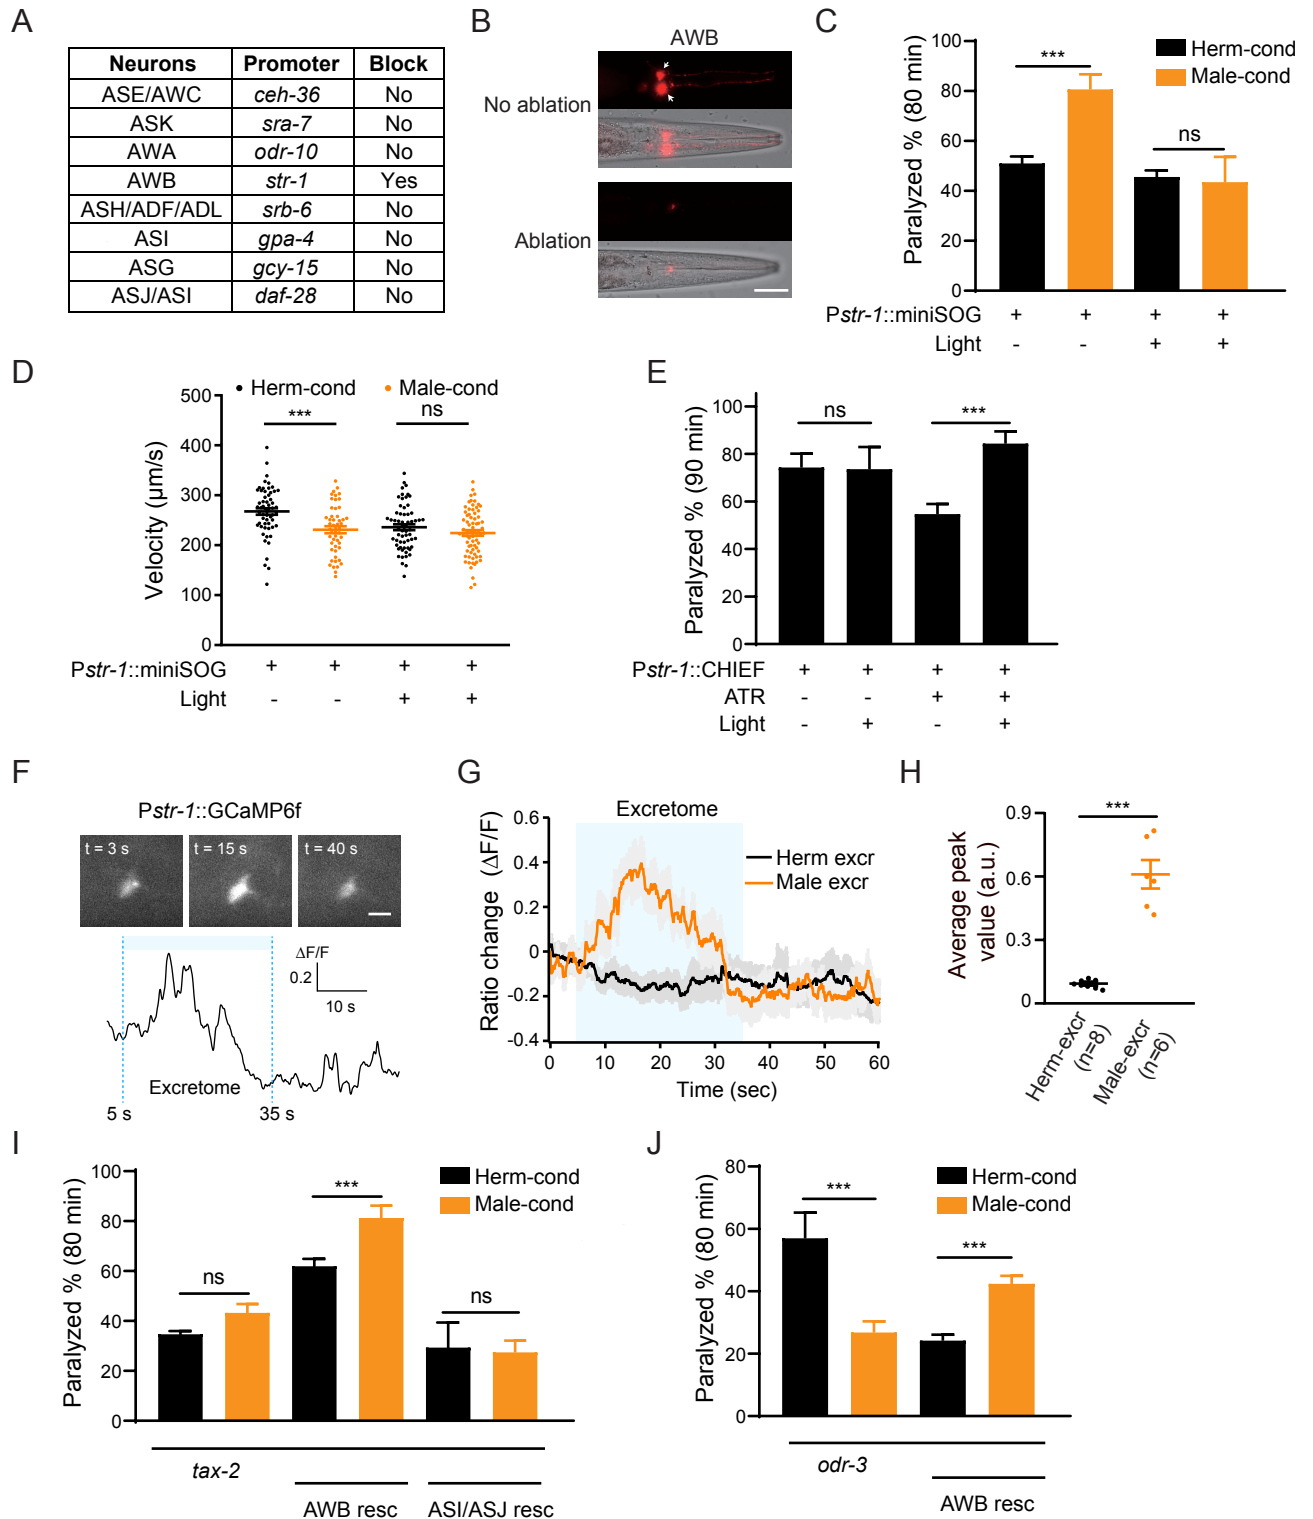 A
Neurons Promoter Block
ASE/AWC ceh-36 No
ASK sra-7 No
AWA odr-10 No
AWB str-1 Yes
ASH/ADF/ADL srb-6 No
ASI gpa-4 No
ASG gcy-15 No
ASJ/ASI daf-28 No
B
AWB
No ablation
Ablation
C
Herm-cond
Male-cond
Paralyzed % (80 min)
100
80
60
40
20
0
***
ns
Pstr-1::miniSOG + + + +
Light - - + +
D
Herm-cond Male-cond
Velocity (µm/s)
500
400
300
200
100
0
***
ns
Pstr-1::miniSOG + + + +
Light - - + +
E
Paralyzed % (90 min)
100
80
60
40
20
0
ns
***
Pstr-1::CHIEF + + + +
ATR - - + +
Light - + - +
F
Pstr-1::GCaMP6f
t = 3 s t = 15 s t = 40 s
ΔF/F
0.2
10 s
Excretome
5 s 35 s
G
Excretome
Ratio change (ΔF/F)
0.6
0.4
0.2
0
-0.2
-0.4
Herm excr
Male excr
0 10 20 30 40 50 60
Time (sec)
H
Average peak
value (a.u.)
0.9
0.6
0.3
0
***
Herm-excr
(n=8)
Male-excr
(n=6)
I
Herm-cond
Male-cond
Paralyzed % (80 min)
100
80
60
40
20
0
ns
***
ns
tax-2
AWB resc ASI/ASJ resc
J
Herm-cond
Male-cond
Paralyzed % (80 min)
80
60
40
20
0
***
***
odr-3
AWB resc